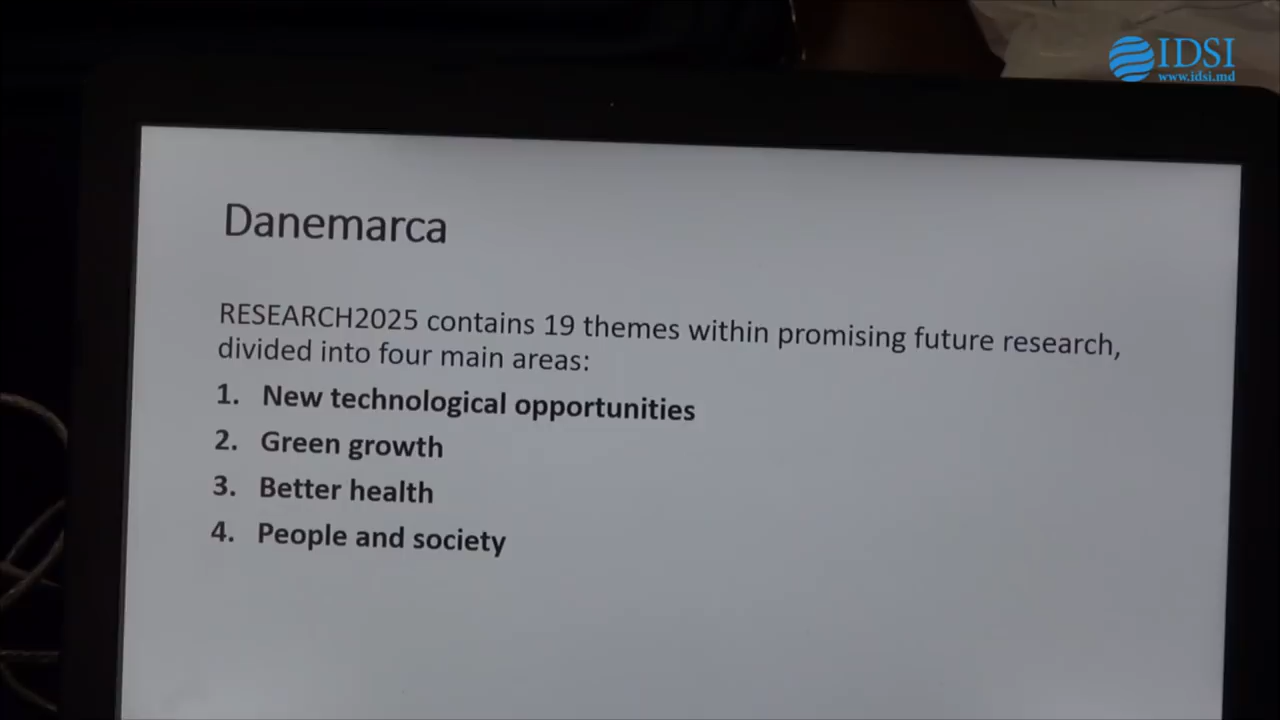 IDSI
www.idsi.md
Danemarca
RESEARCH2025 contains 19 themes within promising future research,
divided into four main areas:
1. New technological opportunities
2. Green growth
3. Better health
4. People and society